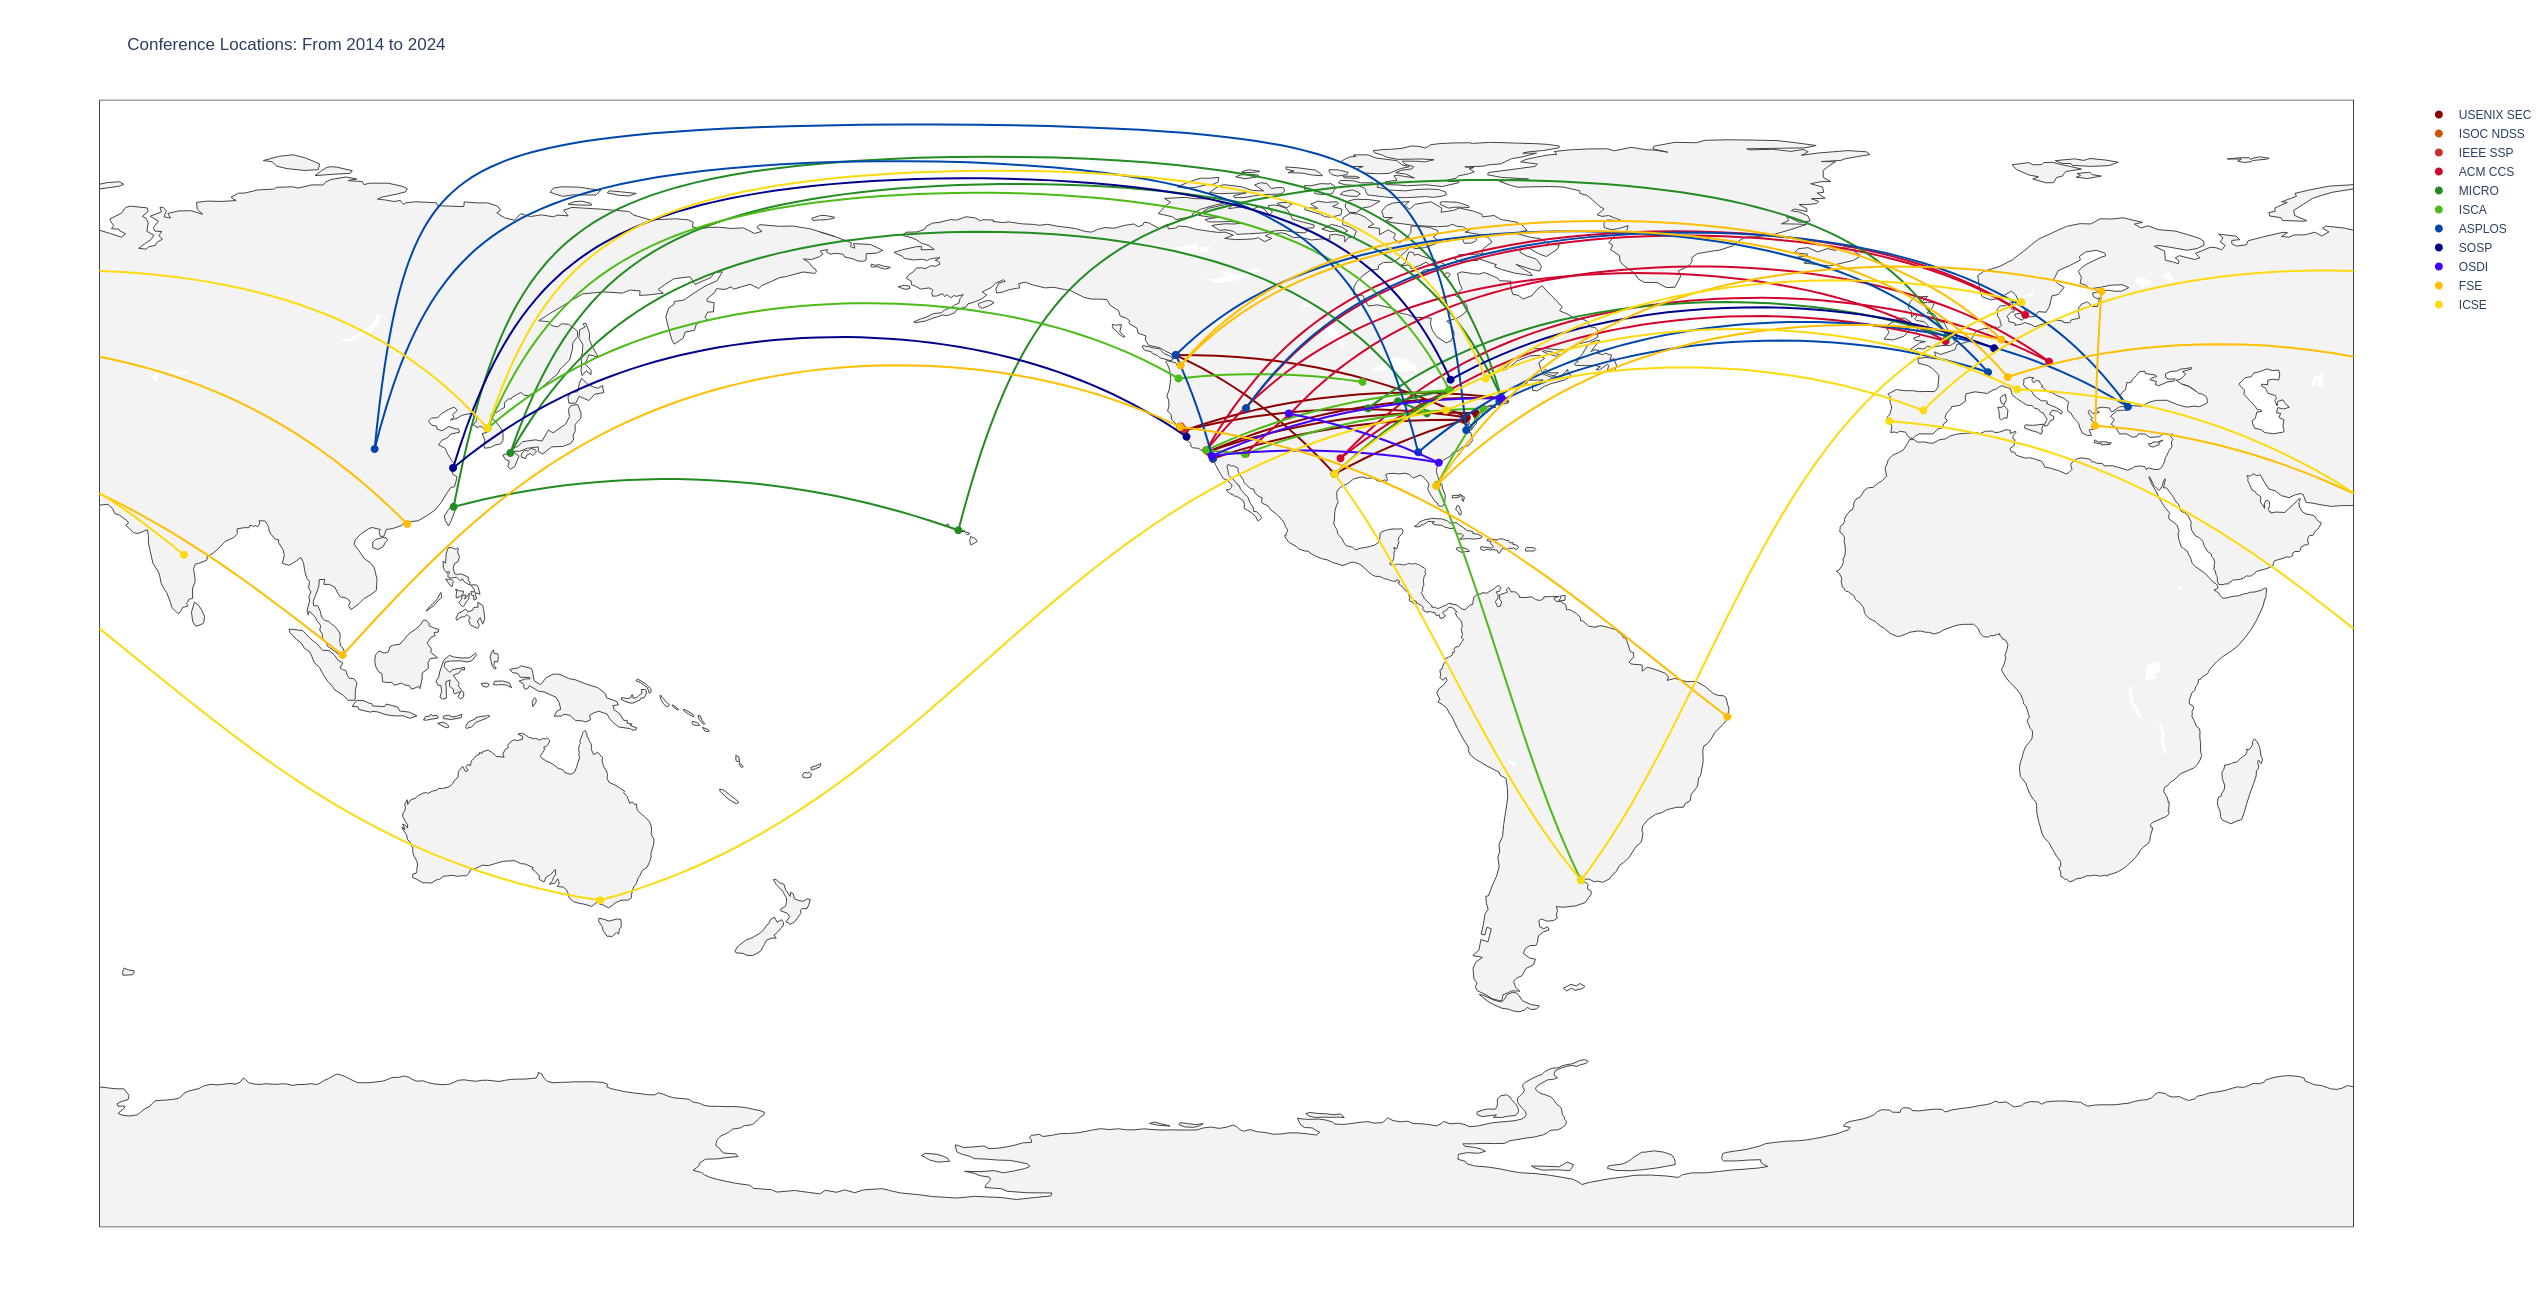 Conference Locations: From 2014 to 2024
USENIX SEC
ISOC NDSS
IEEE SSP
ACM CCS
MICRO
ISCA
ASPLOS
SOSP
OSDI
FSE
ICSE